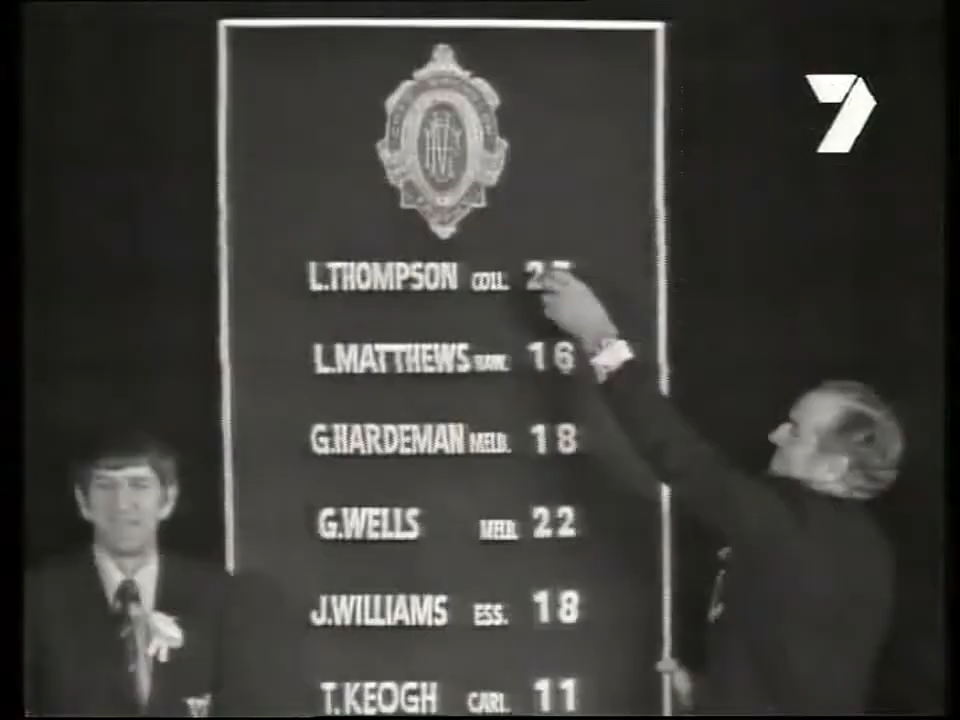 7
L.THOMPSON COLL. 2
L.MATTHEWS HAW. 16
G.HARDEMAN MELB. 18
G.WELLS MELB. 22
J.WILLIAMS ESS. 18
T.KEOGH CARL. 11